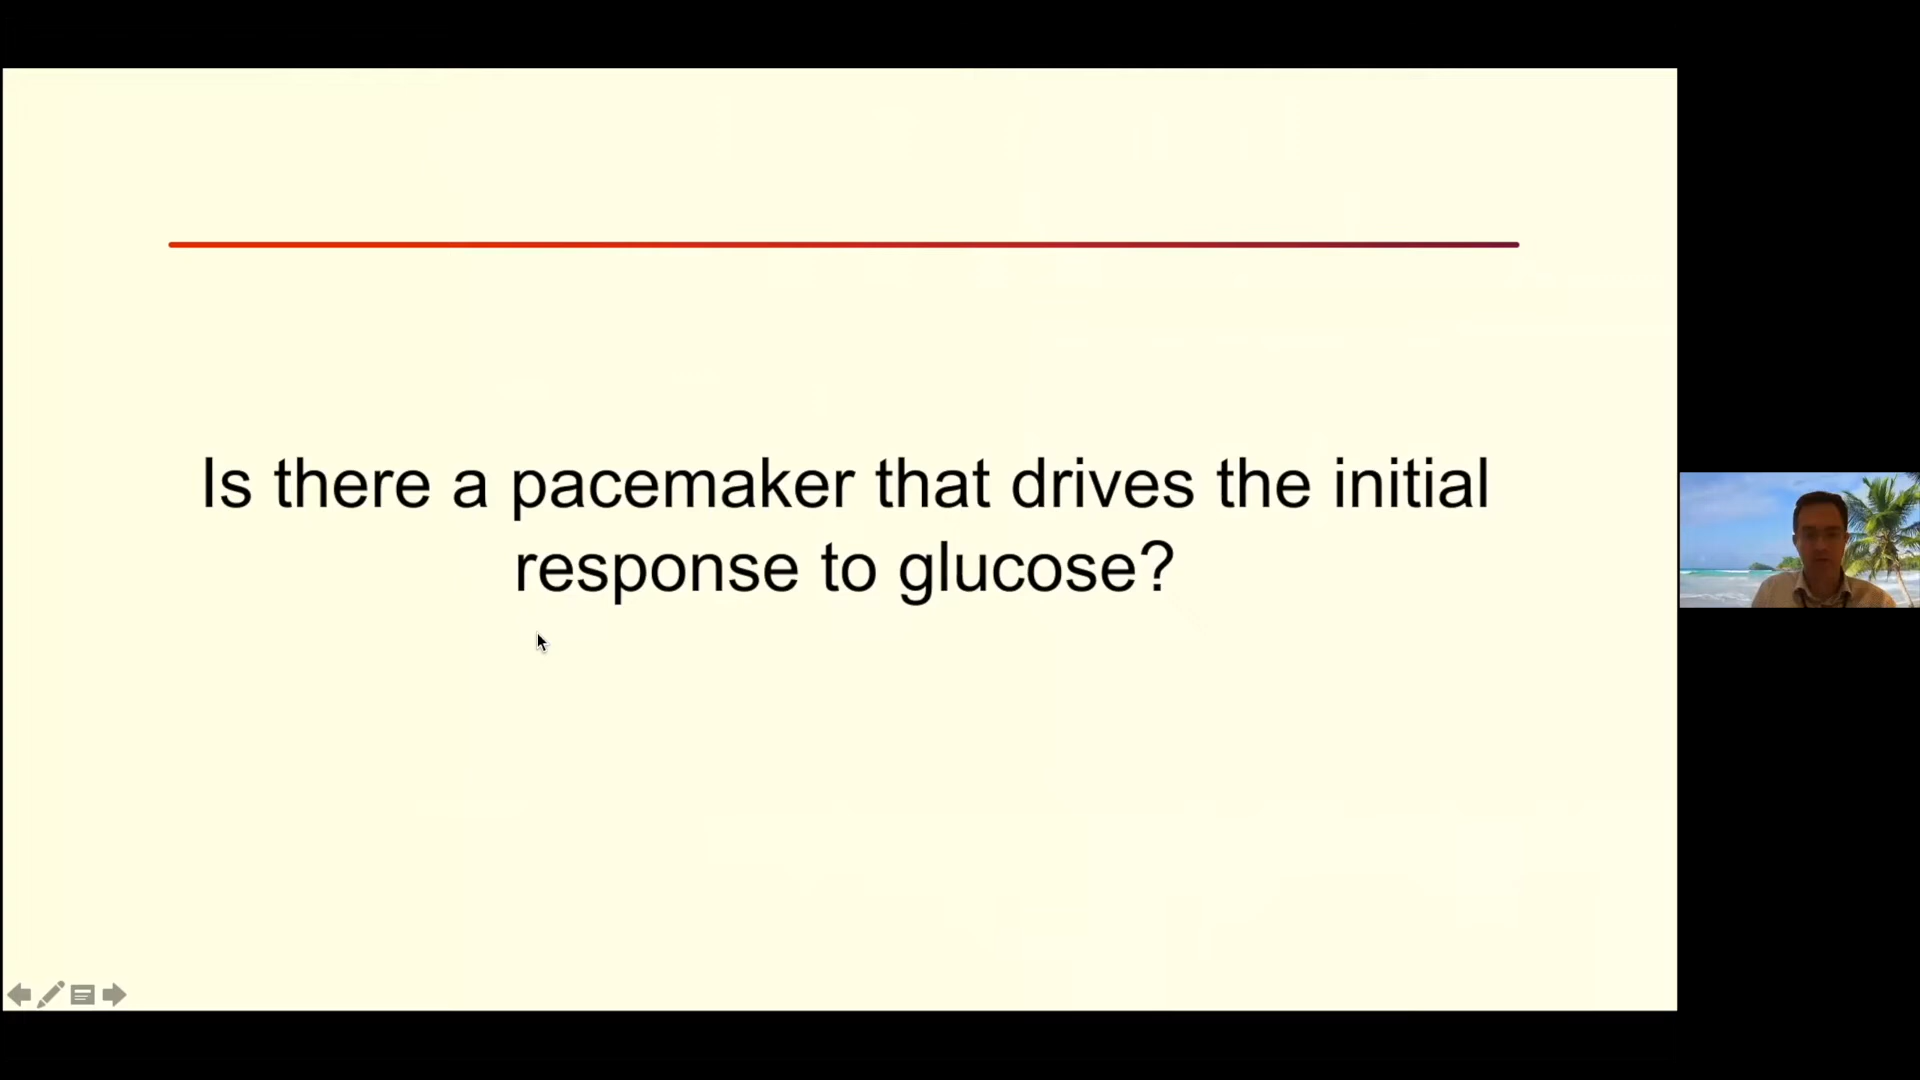 Is there a pacemaker that drives the initial
response to glucose?